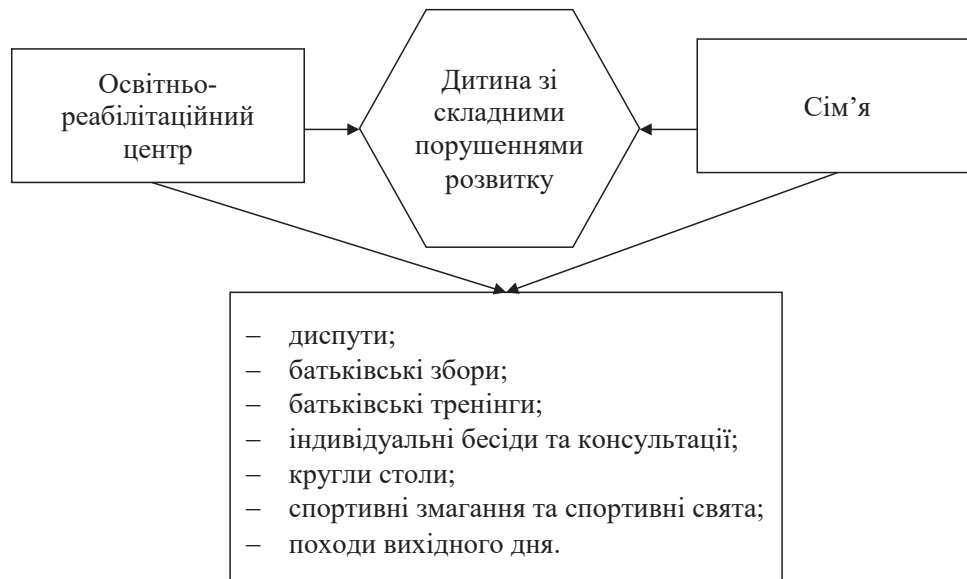 Освітньо-
реабілітаційний
центр
Дитина зі
складними
порушеннями
розвитку
Сім’я
– диспути;
– батьківські збори;
– батьківські тренінги;
– індивідуальні бесіди та консультації;
– кругли столи;
– спортивні змагання та спортивні свята;
– походи вихідного дня.